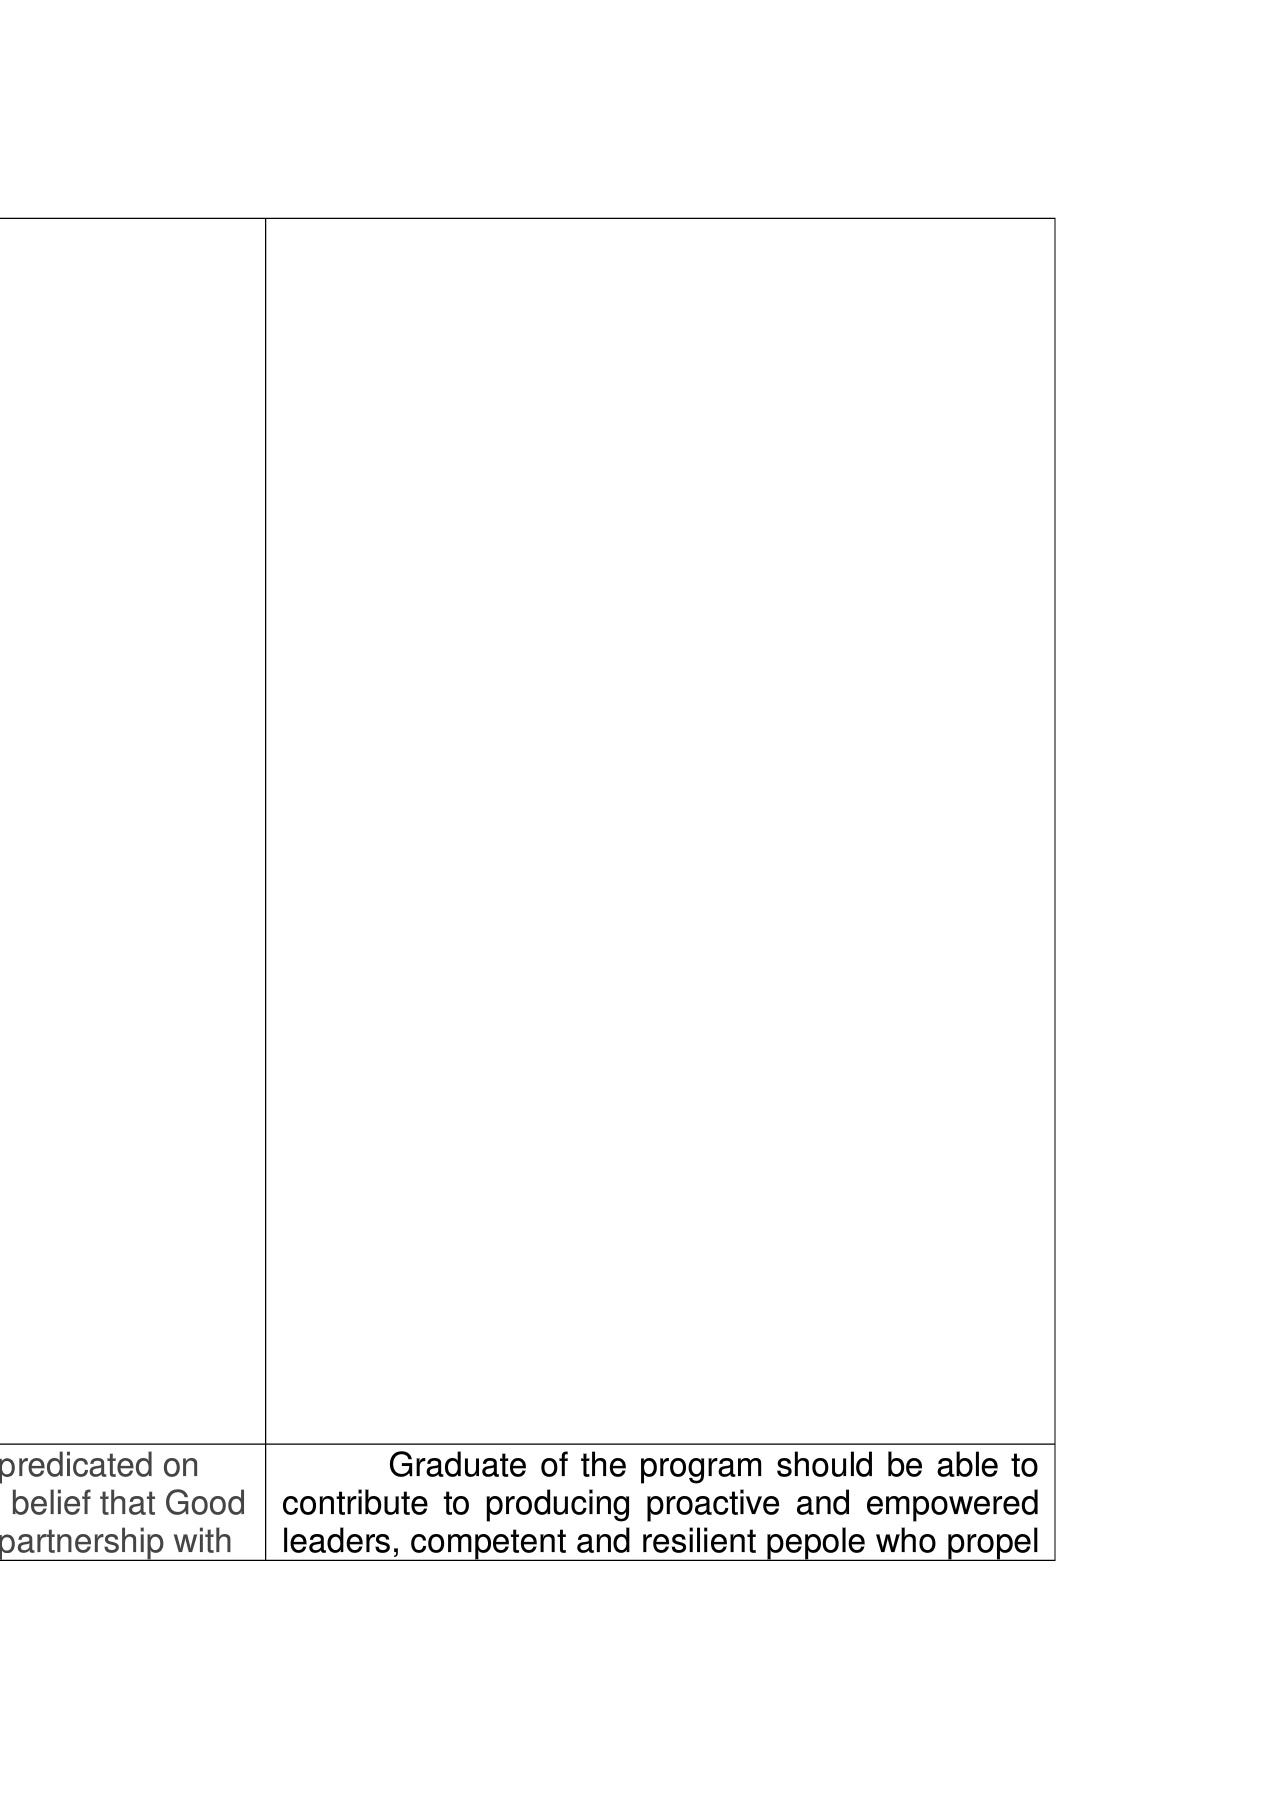 predicated on
belief that Good
partnership with
Graduate of the program should be able to
contribute to producing proactive and empowered
leaders, competent and resilient pepole who propel